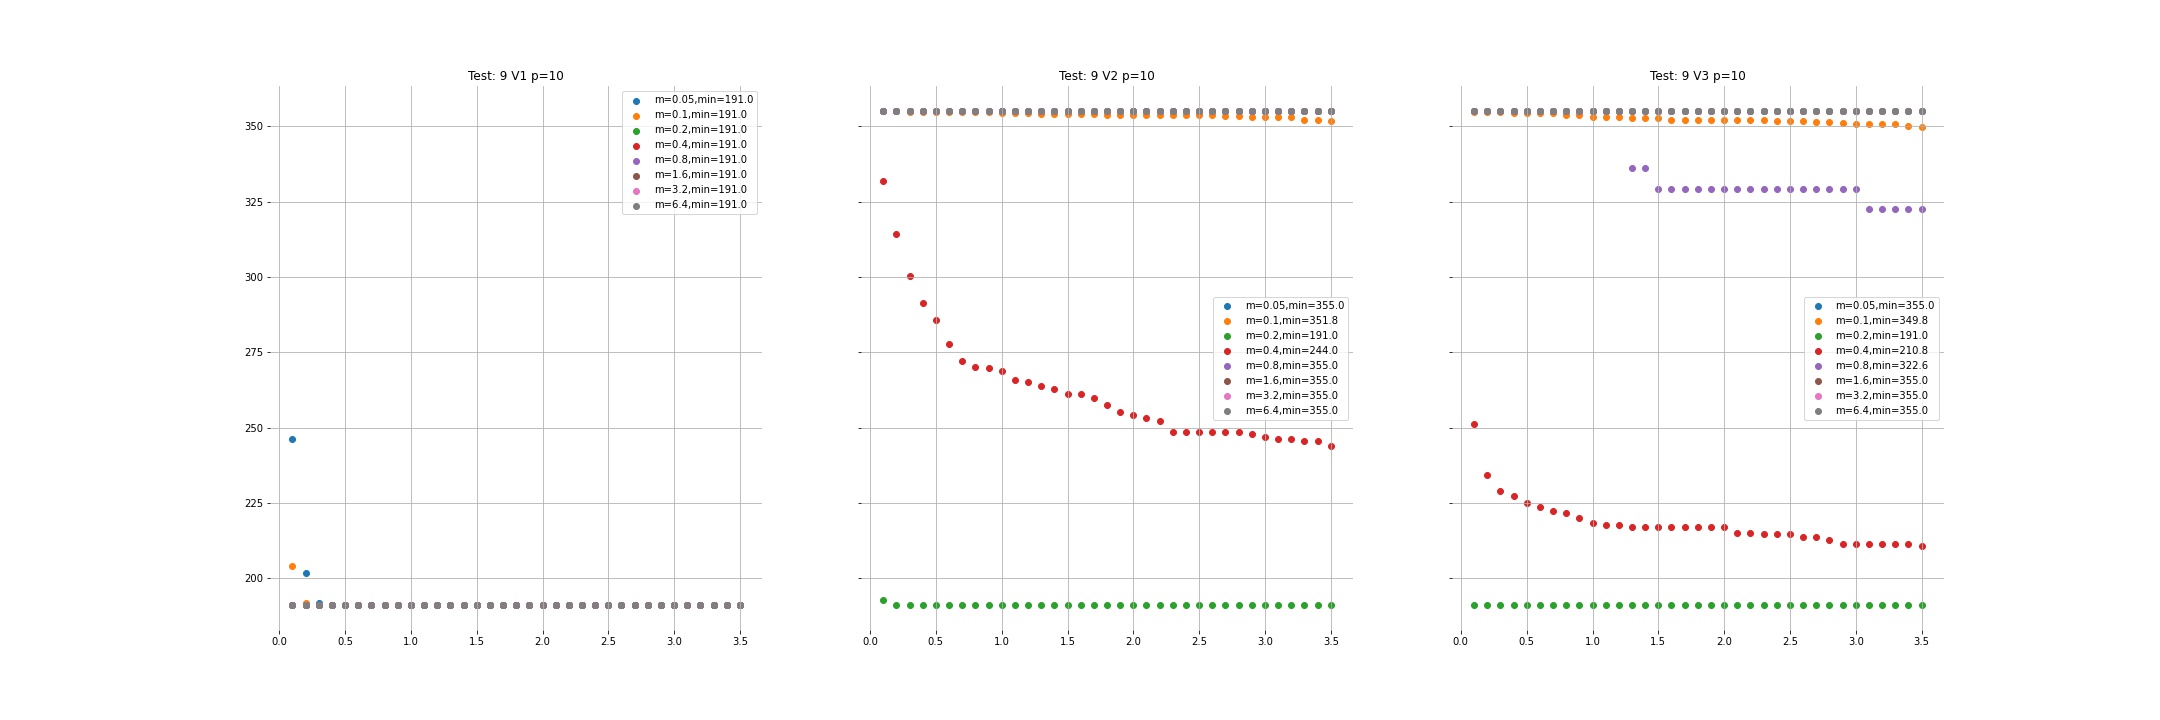 Test: 9 V1 p=10
350
325
300
275
250
225
200
0.0 0.5 1.0 1.5 2.0 2.5 3.0 3.5
m=0.05,min=191.0
m=0.1,min=191.0
m=0.2,min=191.0
m=0.4,min=191.0
m=0.8,min=191.0
m=1.6,min=191.0
m=3.2,min=191.0
m=6.4,min=191.0
Test: 9 V2 p=10
m=0.05,min=355.0
m=0.1,min=351.8
m=0.2,min=191.0
m=0.4,min=244.0
m=0.8,min=355.0
m=1.6,min=355.0
m=3.2,min=355.0
m=6.4,min=355.0
0.0 0.5 1.0 1.5 2.0 2.5 3.0 3.5
Test: 9 V3 p=10
m=0.05,min=355.0
m=0.1,min=349.8
m=0.2,min=191.0
m=0.4,min=210.8
m=0.8,min=322.6
m=1.6,min=355.0
m=3.2,min=355.0
m=6.4,min=355.0
0.0 0.5 1.0 1.5 2.0 2.5 3.0 3.5